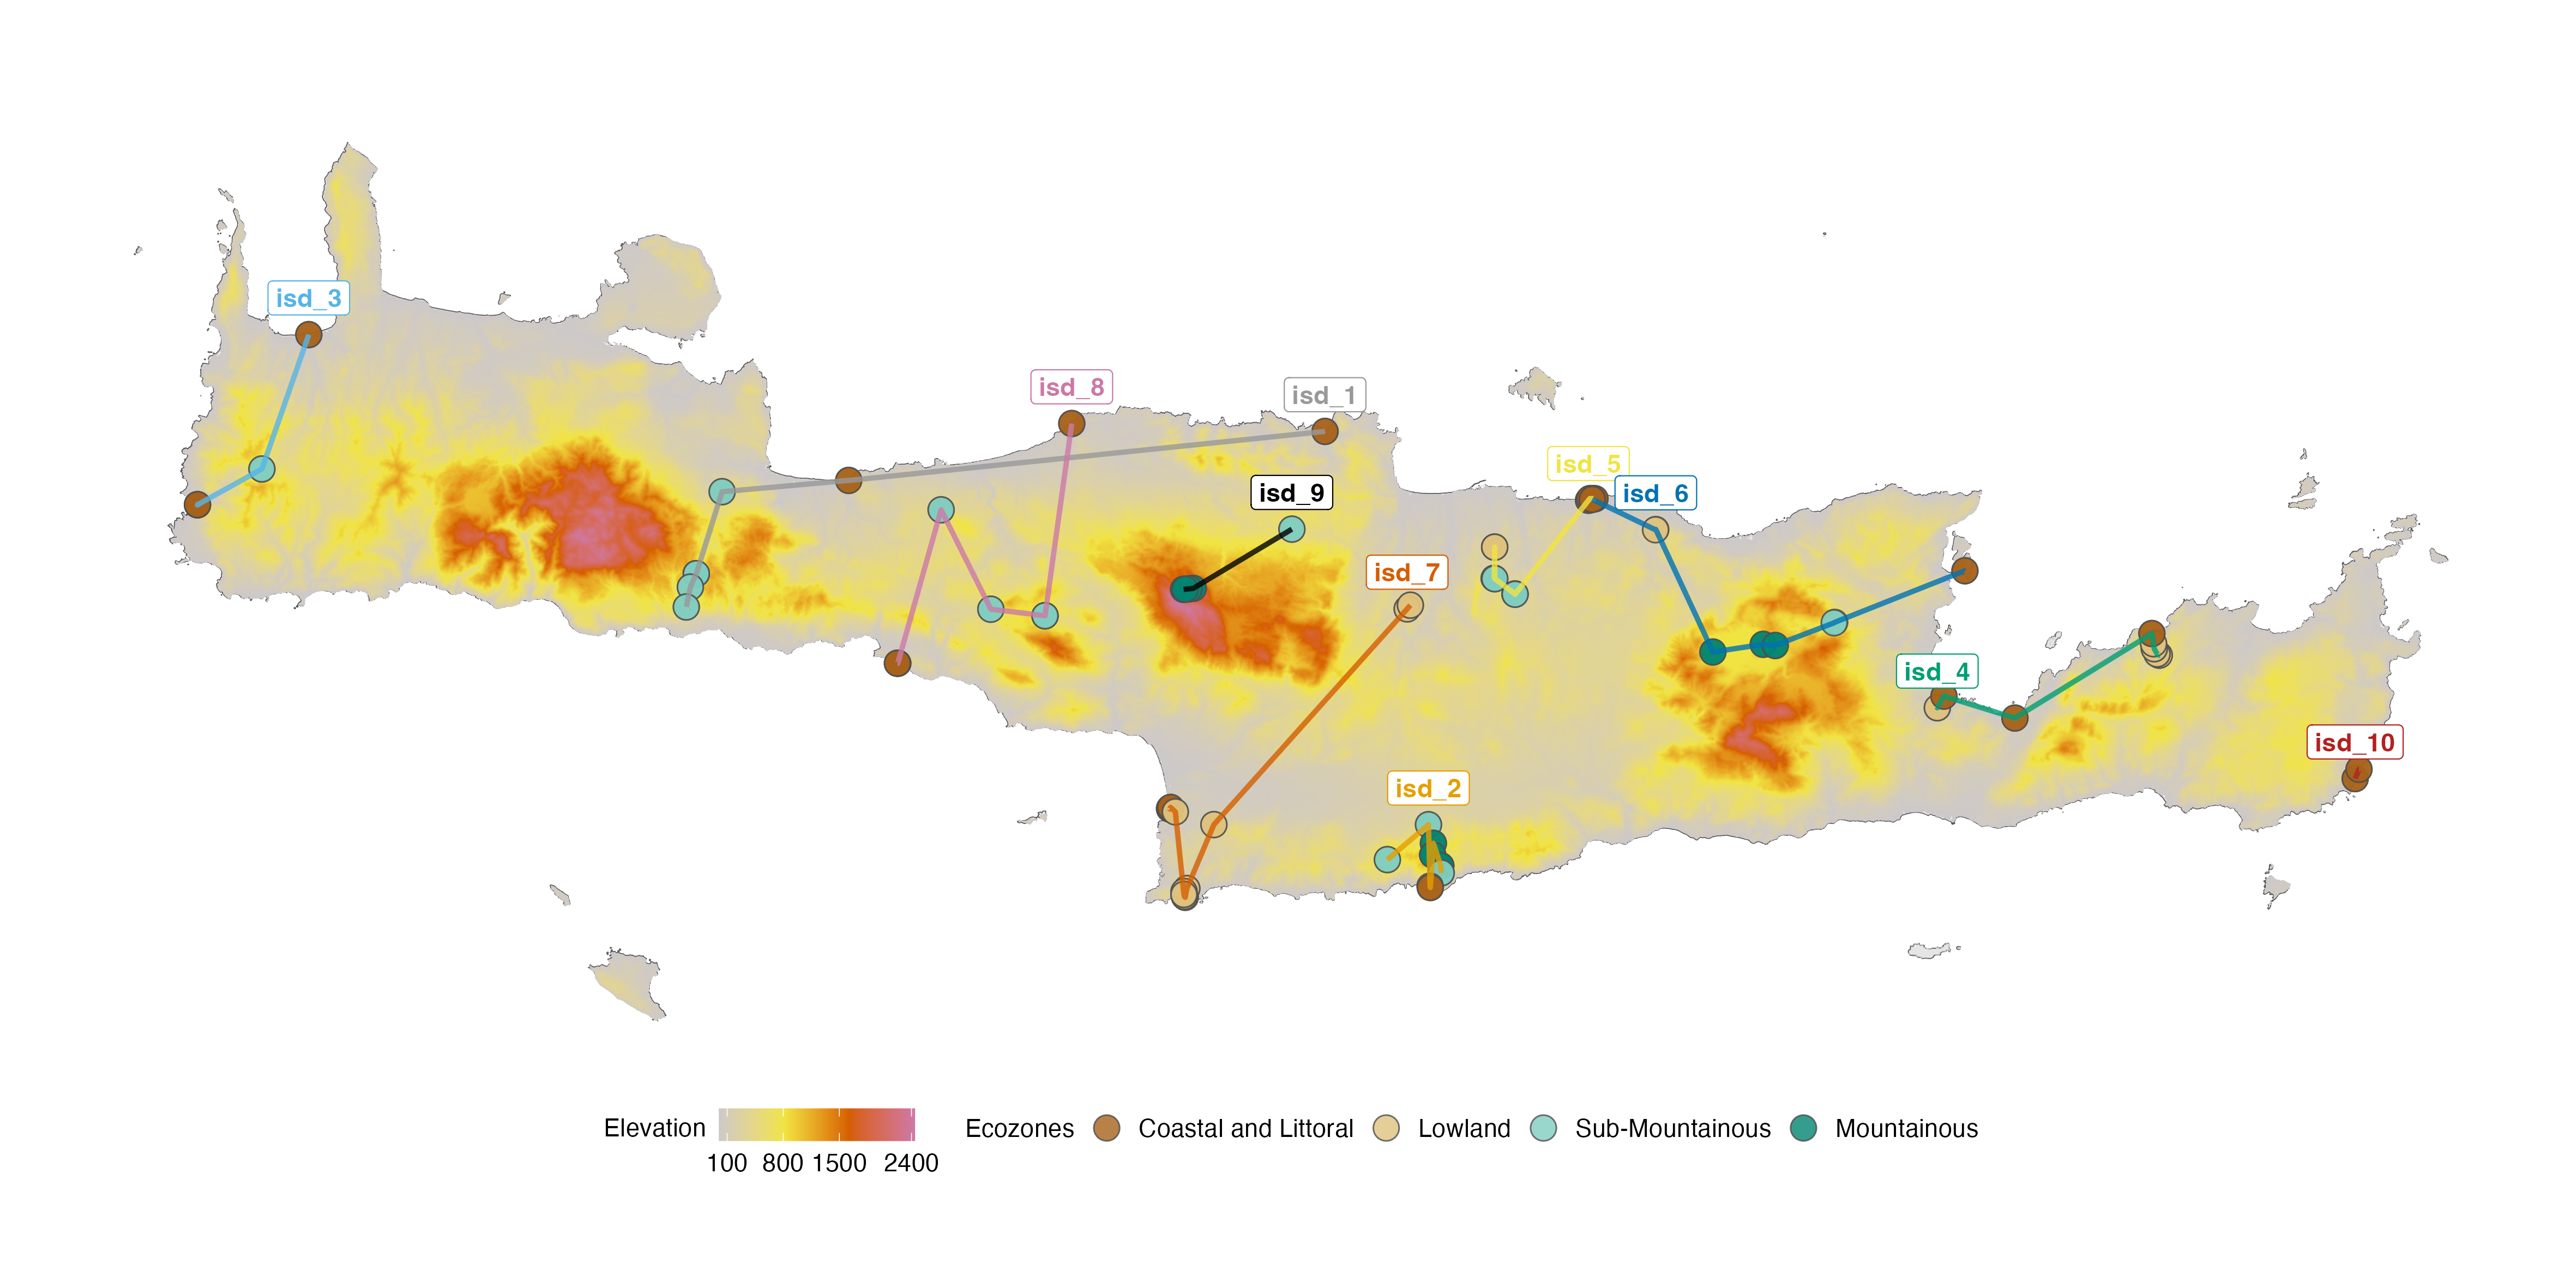 isd_3
isd_8
isd_1
isd_5
isd_9
isd_6
isd_7
isd_4
isd_10
isd_2
Elevation
100 800 1500 2400
Ecozones Coastal and Littoral Lowland Sub-Mountainous Mountainous